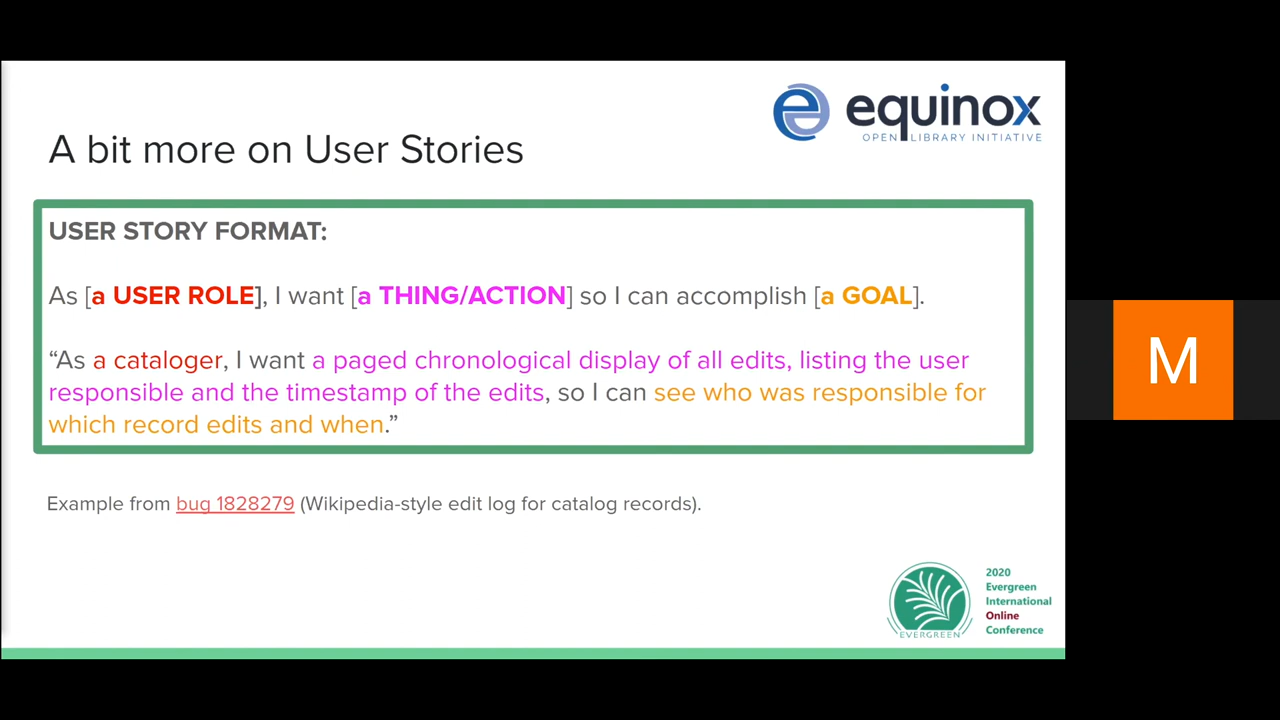 equinox
OPEN LIBRARY INITIATIVE
A bit more on User Stories
USER STORY FORMAT:
As [a USER ROLE], I want [a THING/ACTION] so I can accomplish [a GOAL].
“As a cataloger, I want a paged chronological display of all edits, listing the user
responsible and the timestamp of the edits, so I can see who was responsible for
which record edits and when.”
M
Example from bug 1828279 (Wikipedia-style edit log for catalog records).
EVERGREEN
2020
Evergreen
International
Online
Conference